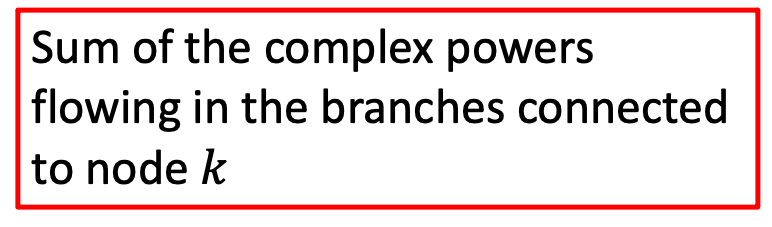 Sum of the complex powers
flowing in the branches connected
to node 𝑘